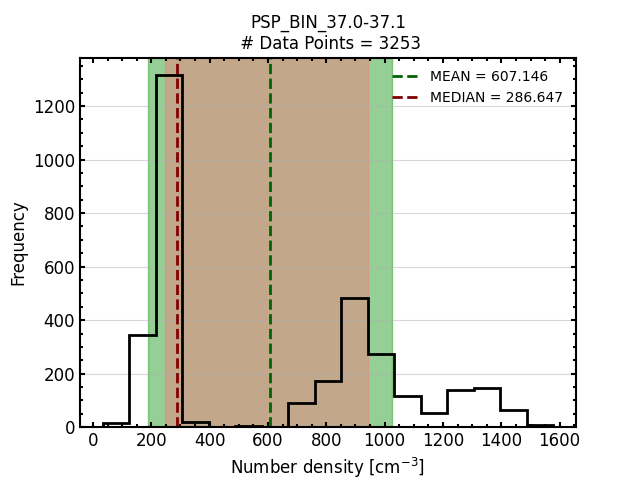 PSP_BIN_37.0-37.1
# Data Points = 3253
MEAN = 607.146
MEDIAN = 286.647
Frequency
1200
1000
800
600
400
200
0
0 200 400 600 800 1000 1200 1400 1600
Number density [cm⁻³]